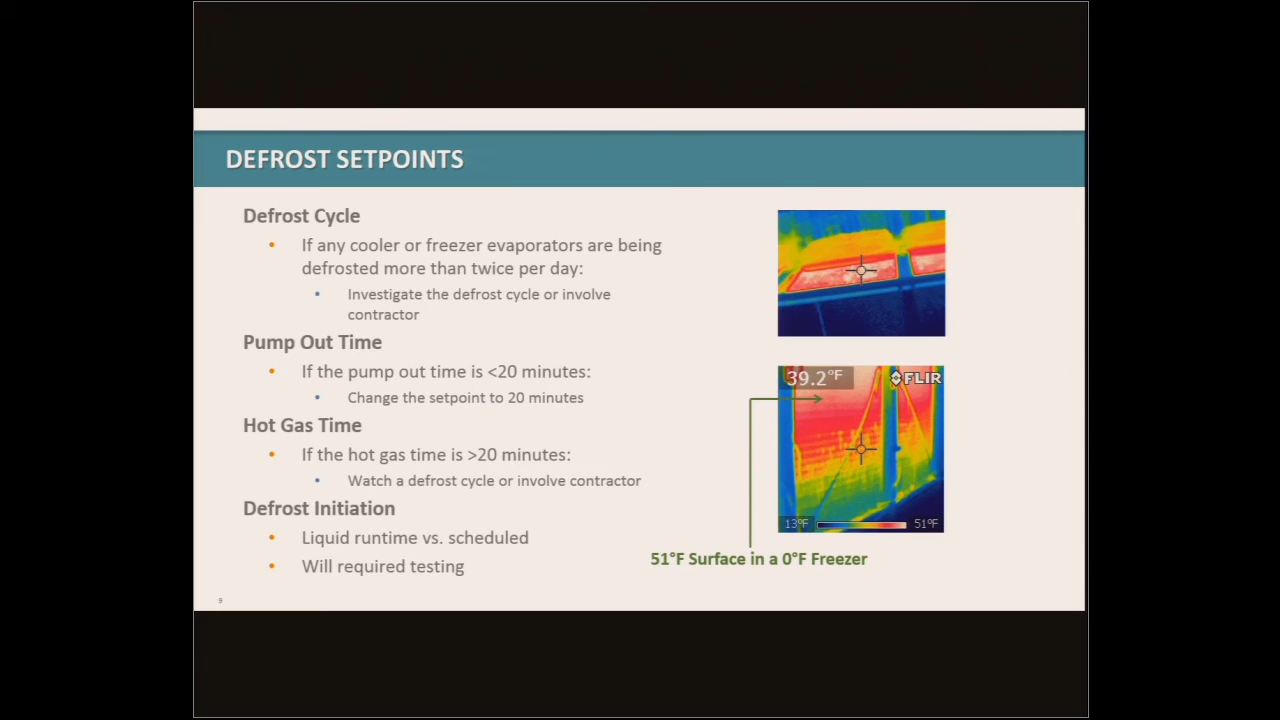 DEFROST SETPOINTS
Defrost Cycle
• If any cooler or freezer evaporators are being
defrosted more than twice per day:
• Investigate the defrost cycle or involve
contractor
Pump Out Time
• If the pump out time is <20 minutes:
• Change the setpoint to 20 minutes
Hot Gas Time
• If the hot gas time is >20 minutes:
• Watch a defrost cycle or involve contractor
Defrost Initiation
• Liquid runtime vs. scheduled
• Will required testing
39.2°F
FLIR
13°F
51°F
51°F Surface in a 0°F Freezer
9